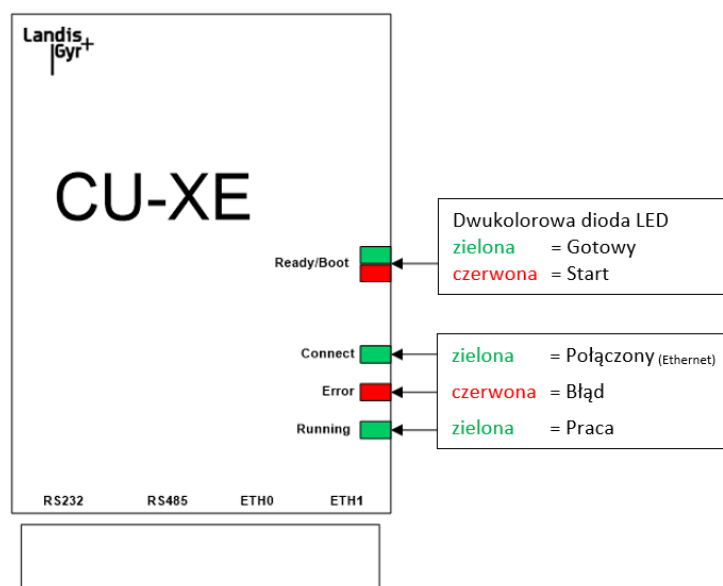 Landis
Gyr+
CU-XE
Dwukolorowa dioda LED
zielona = Gotowy
czerwona = Start
Ready/Boot
Connect
zielona = Połączony (Ethernet)
Error
czerwona = Błąd
Running
zielona = Praca
RS232 RS485 ETH0 ETH1